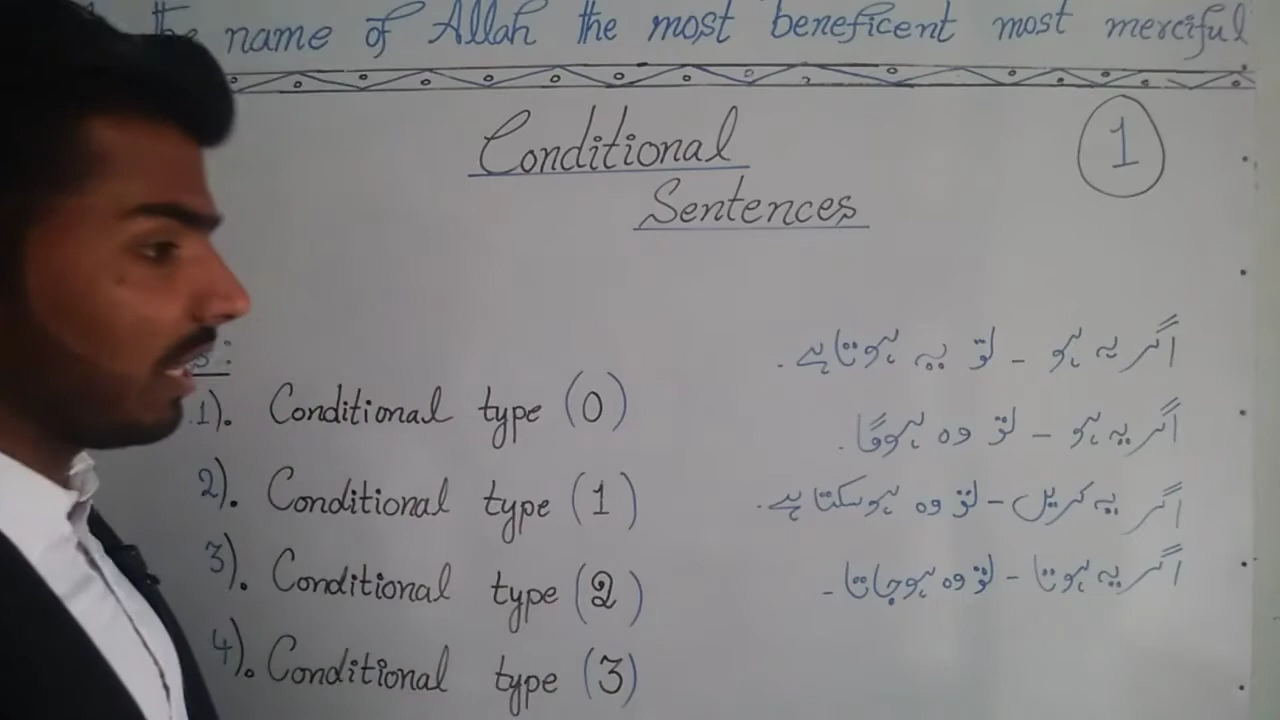 the name of Allah the most beneficent most merciful
Conditional
Sentences
1
s:
1). Conditional type (0)
اگر یہ ہو - تو یہ ہوتا ہے۔
2). Conditional type (1)
اگر یہ ہو - تو وہ ہوگا۔
3). Conditional type (2)
اگر یہ کریں - تو وہ ہوسکتا ہے۔
4). Conditional type (3)
اگر یہ ہوتا - تو وہ ہوجاتا -